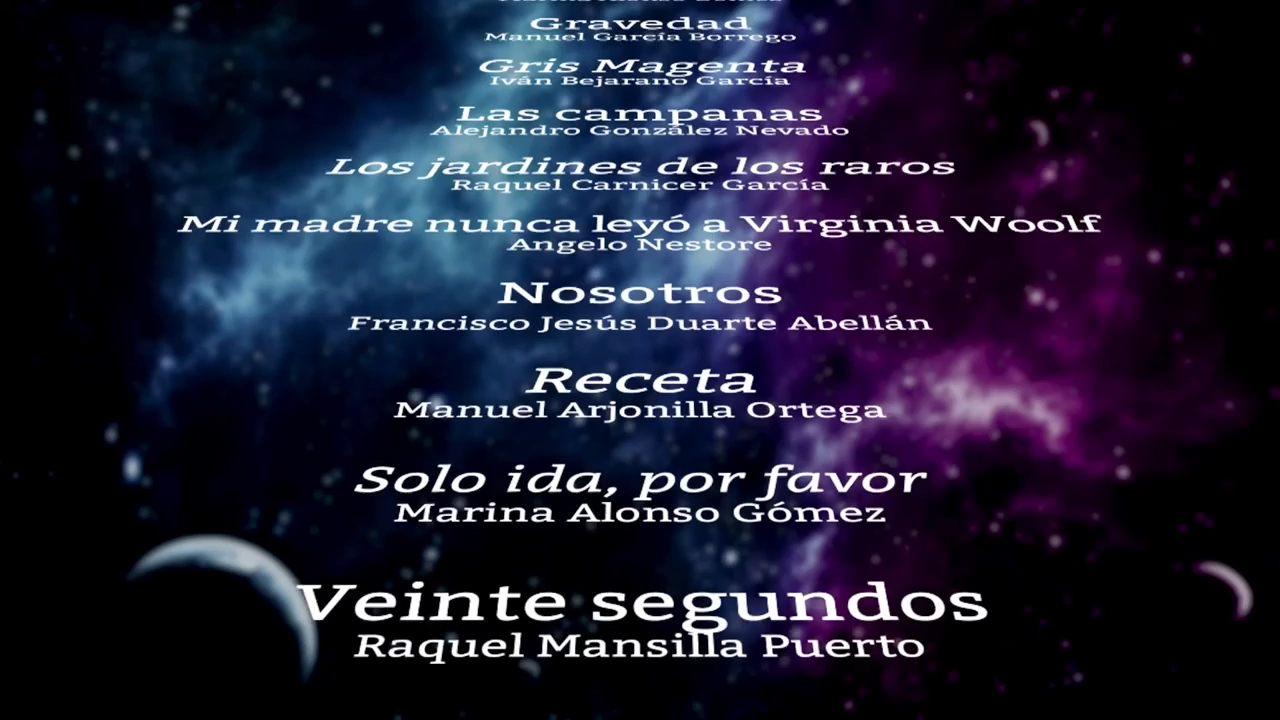 Gravedad
Manuel García Borrego
Gris Magenta
Iván Bejarano García
Las campanas
Alejandro González Nevado
Los jardines de los raros
Raquel Carnicer García
Mi madre nunca leyó a Virginia Woolf
Angelo Nestore
Nosotros
Francisco Jesús Duarte Abellán
Receta
Manuel Arjonilla Ortega
Solo ida, por favor
Marina Alonso Gómez
Veinte segundos
Raquel Mansilla Puerto